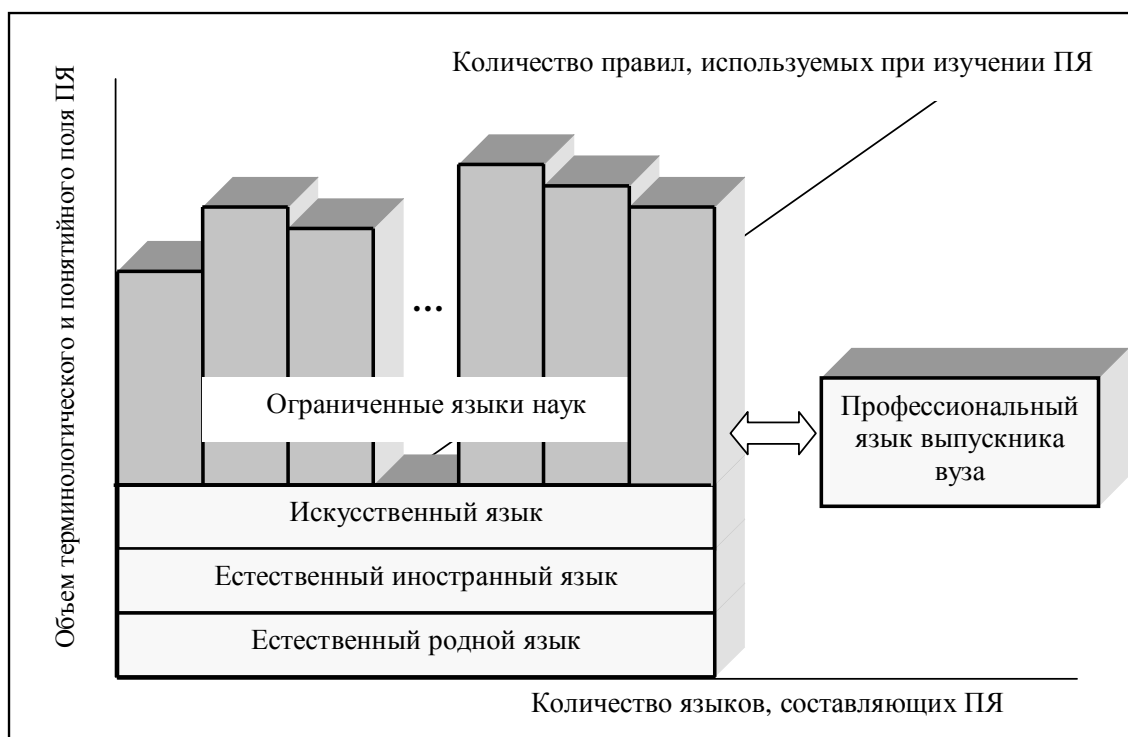 Количество правил, используемых при изучении ПЯ
Объем терминологического и понятийного поля ПЯ
...
Ограниченные языки наук
Профессиональный
язык выпускника
вуза
Искусственный язык
Естественный иностранный язык
Естественный родной язык
Количество языков, составляющих ПЯ